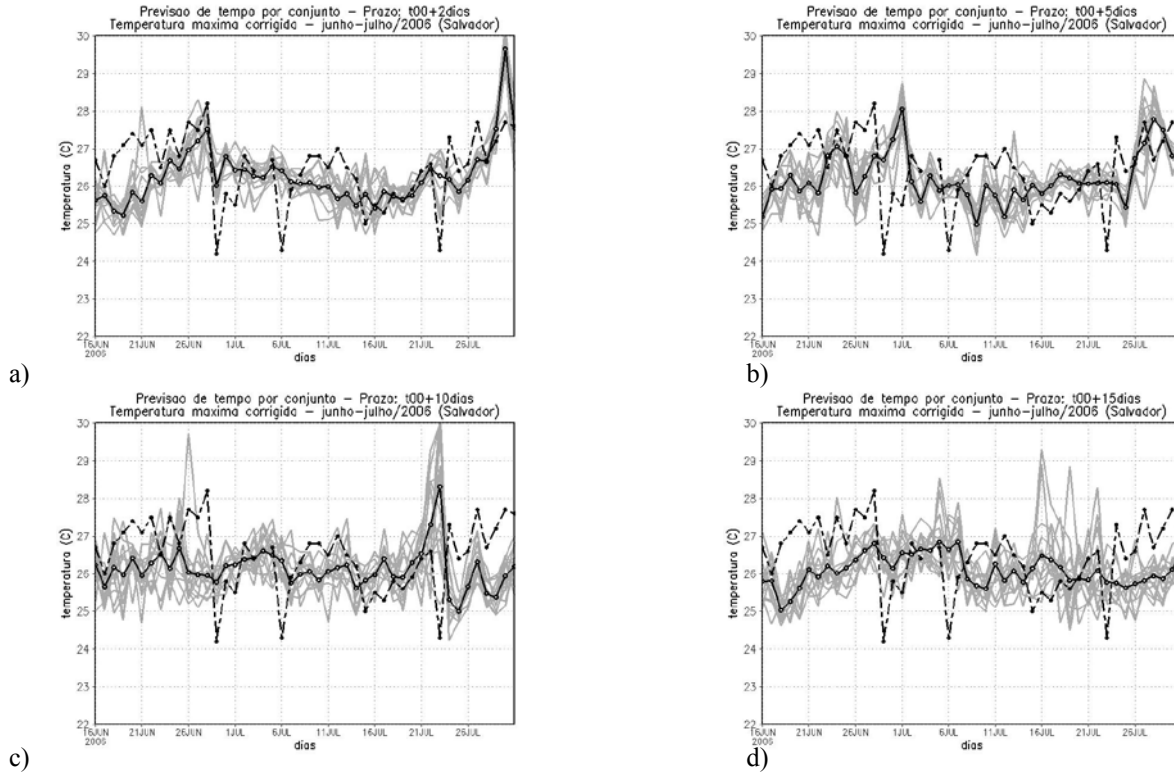 Previsao de tempo por conjunto – Prazo: t00+2dias
Temperatura maxima corrigida – junho-julho/2006 (Salvador)
30
29
28
27
26
25
24
23
22
temperatura (C)
16JUN 21JUN 26JUN 1JUL 6JUL 11JUL 16JUL 21JUL 26JUL
2006
dias
a)
Previsao de tempo por conjunto – Prazo: t00+5dias
Temperatura maxima corrigida – junho-julho/2006 (Salvador)
30
29
28
27
26
25
24
23
22
temperatura (C)
16JUN 21JUN 26JUN 1JUL 6JUL 11JUL 16JUL 21JUL 26JUL
2006
dias
b)
Previsao de tempo por conjunto – Prazo: t00+10dias
Temperatura maxima corrigida – junho-julho/2006 (Salvador)
30
29
28
27
26
25
24
23
22
temperatura (C)
16JUN 21JUN 26JUN 1JUL 6JUL 11JUL 16JUL 21JUL 26JUL
2006
dias
c)
Previsao de tempo por conjunto – Prazo: t00+15dias
Temperatura maxima corrigida – junho-julho/2006 (Salvador)
30
29
28
27
26
25
24
23
22
temperatura (C)
16JUN 21JUN 26JUN 1JUL 6JUL 11JUL 16JUL 21JUL 26JUL
2006
dias
d)